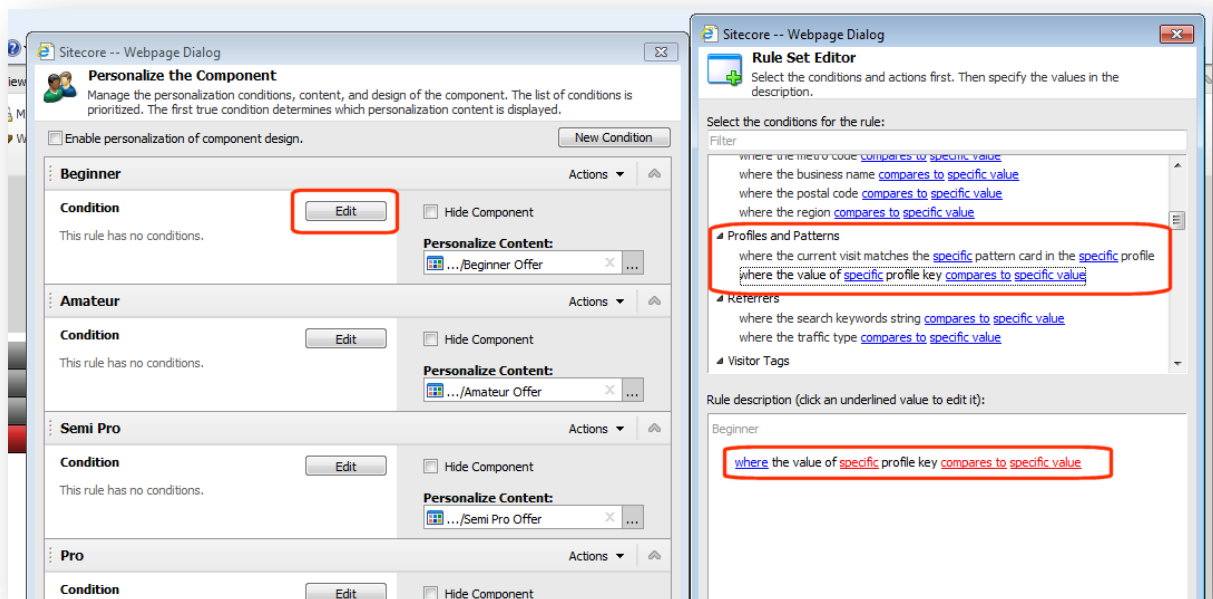 iew
M
W
Sitecore -- Webpage Dialog
Personalize the Component
Manage the personalization conditions, content, and design of the component. The list of conditions is
prioritized. The first true condition determines which personalization content is displayed.
Enable personalization of component design.
New Condition
Beginner
Actions
Condition
Edit
Hide Component
This rule has no conditions.
Personalize Content:
.../Beginner Offer
...
Amateur
Actions
Condition
Edit
Hide Component
This rule has no conditions.
Personalize Content:
.../Amateur Offer
...
Semi Pro
Actions
Condition
Edit
Hide Component
This rule has no conditions.
Personalize Content:
.../Semi Pro Offer
...
Pro
Actions
Condition
Edit
Hide Component
Sitecore -- Webpage Dialog
Rule Set Editor
Select the conditions and actions first. Then specify the values in the
description.
Select the conditions for the rule:
Filter
where the metro code compares to specific value
where the business name compares to specific value
where the postal code compares to specific value
where the region compares to specific value
Profiles and Patterns
where the current visit matches the specific pattern card in the specific profile
where the value of specific profile key compares to specific value
Referrers
where the search keywords string compares to specific value
where the traffic type compares to specific value
Visitor Tags
Rule description (click an underlined value to edit it):
Beginner
where the value of specific profile key compares to specific value